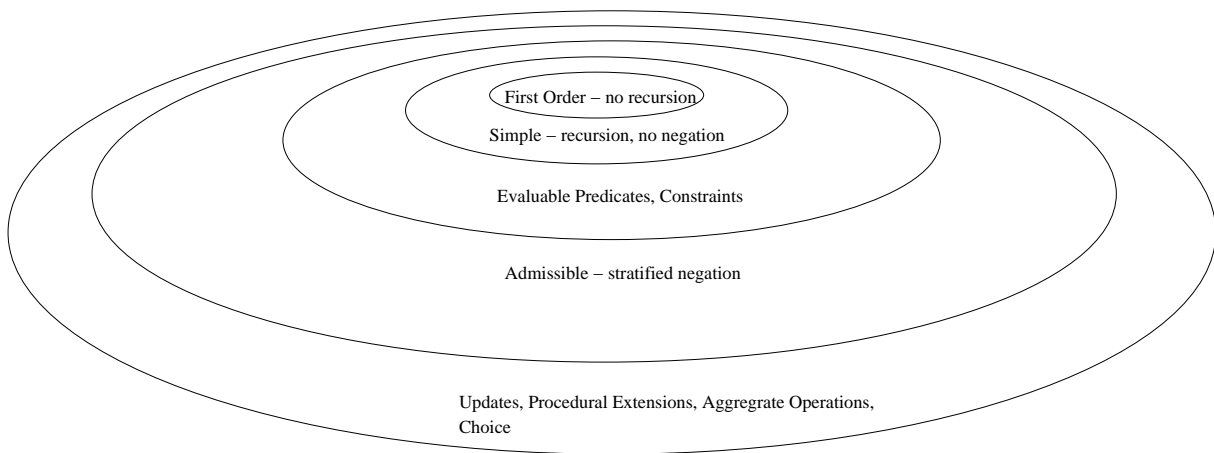 First Order – no recursion
Simple – recursion, no negation
Evaluable Predicates, Constraints
Admissible – stratified negation
Updates, Procedural Extensions, Aggregrate Operations,
Choice